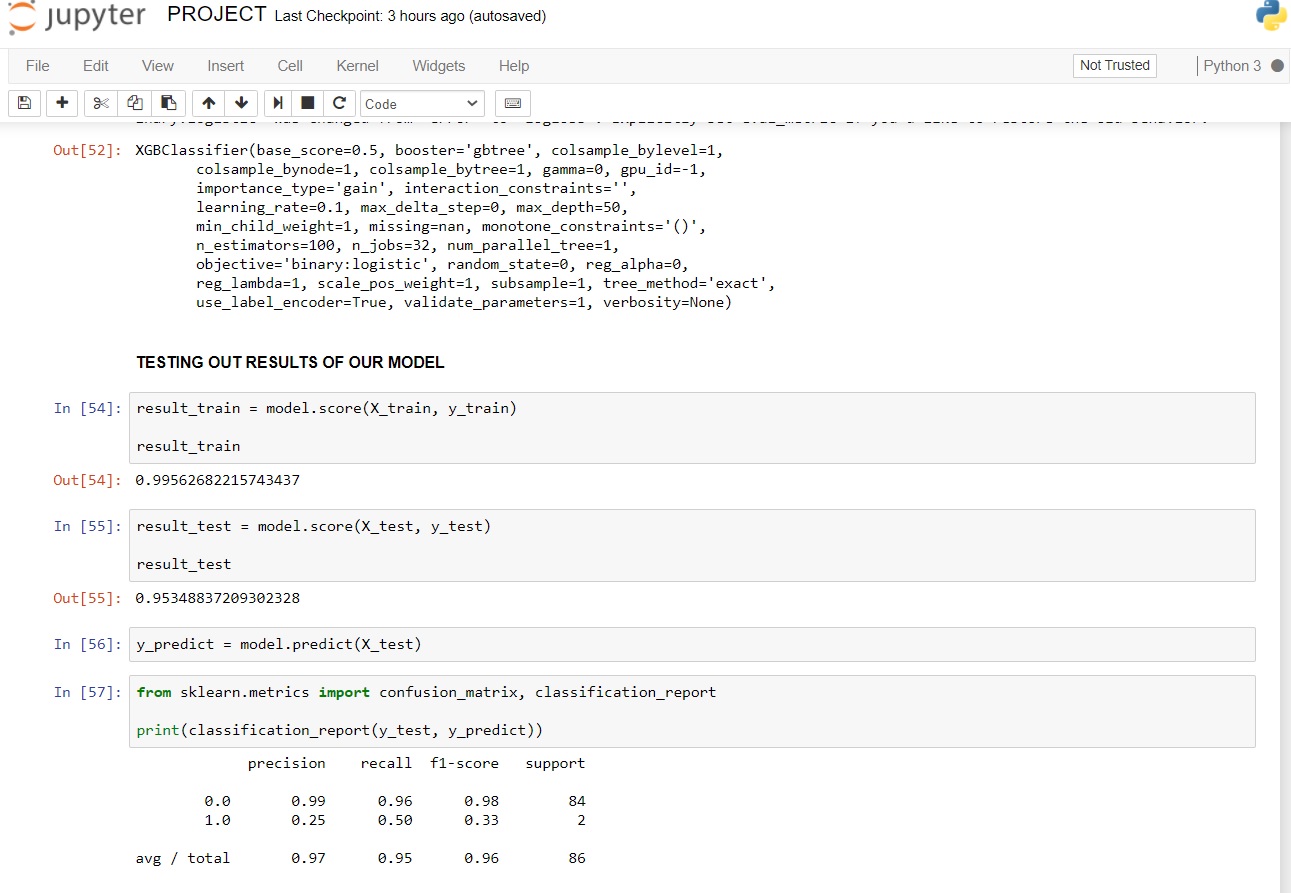 jupyter PROJECT Last Checkpoint: 3 hours ago (autosaved)
File Edit View Insert Cell Kernel Widgets Help Not Trusted Python 3
Code
Out[52]: XGBClassifier(base_score=0.5, booster='gbtree', colsample_bylevel=1,
colsample_bynode=1, colsample_bytree=1, gamma=0, gpu_id=-1,
importance_type='gain', interaction_constraints='',
learning_rate=0.1, max_delta_step=0, max_depth=50,
min_child_weight=1, missing=nan, monotone_constraints='()',
n_estimators=100, n_jobs=32, num_parallel_tree=1,
objective='binary:logistic', random_state=0, reg_alpha=0,
reg_lambda=1, scale_pos_weight=1, subsample=1, tree_method='exact',
use_label_encoder=True, validate_parameters=1, verbosity=None)
TESTING OUT RESULTS OF OUR MODEL
In [54]: result_train = model.score(X_train, y_train)
result_train
Out[54]: 0.99562682215743437
In [55]: result_test = model.score(X_test, y_test)
result_test
Out[55]: 0.95348837209302328
In [56]: y_predict = model.predict(X_test)
In [57]: from sklearn.metrics import confusion_matrix, classification_report
print(classification_report(y_test, y_predict))
precision recall f1-score support
0.0 0.99 0.96 0.98 84
1.0 0.25 0.50 0.33 2
avg / total 0.97 0.95 0.96 86